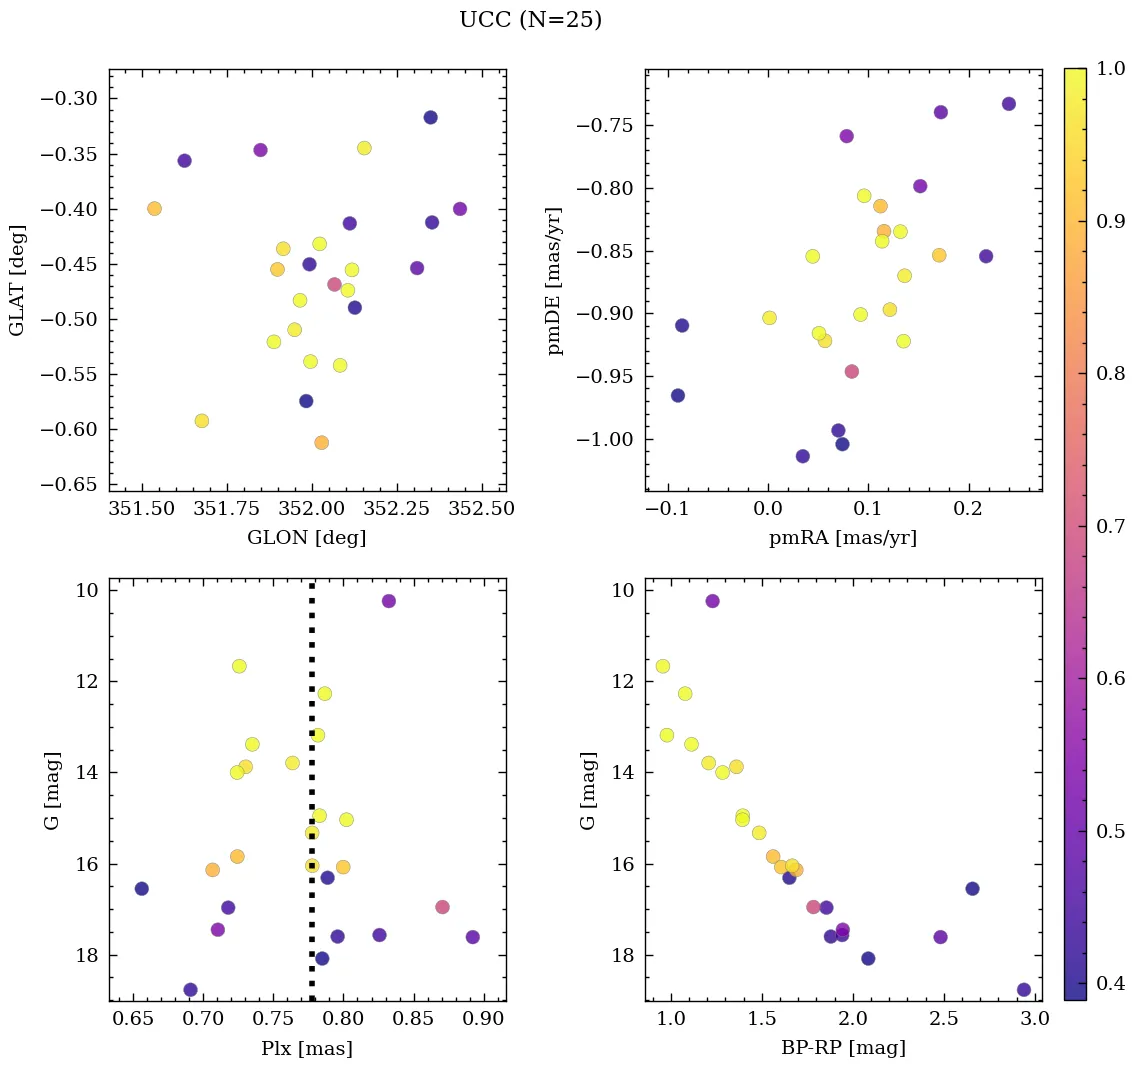 UCC (N=25)
−0.30
−0.35
−0.40
−0.45
−0.50
−0.55
−0.60
−0.65
GLAT [deg]
351.50 351.75 352.00 352.25 352.50
GLON [deg]
−0.75
−0.80
−0.85
−0.90
−0.95
−1.00
pmDE [mas/yr]
−0.1 0.0 0.1 0.2
pmRA [mas/yr]
10
12
14
16
18
G [mag]
0.65 0.70 0.75 0.80 0.85 0.90
Plx [mas]
10
12
14
16
18
G [mag]
1.0 1.5 2.0 2.5 3.0
BP-RP [mag]
1.0
0.9
0.8
0.7
0.6
0.5
0.4